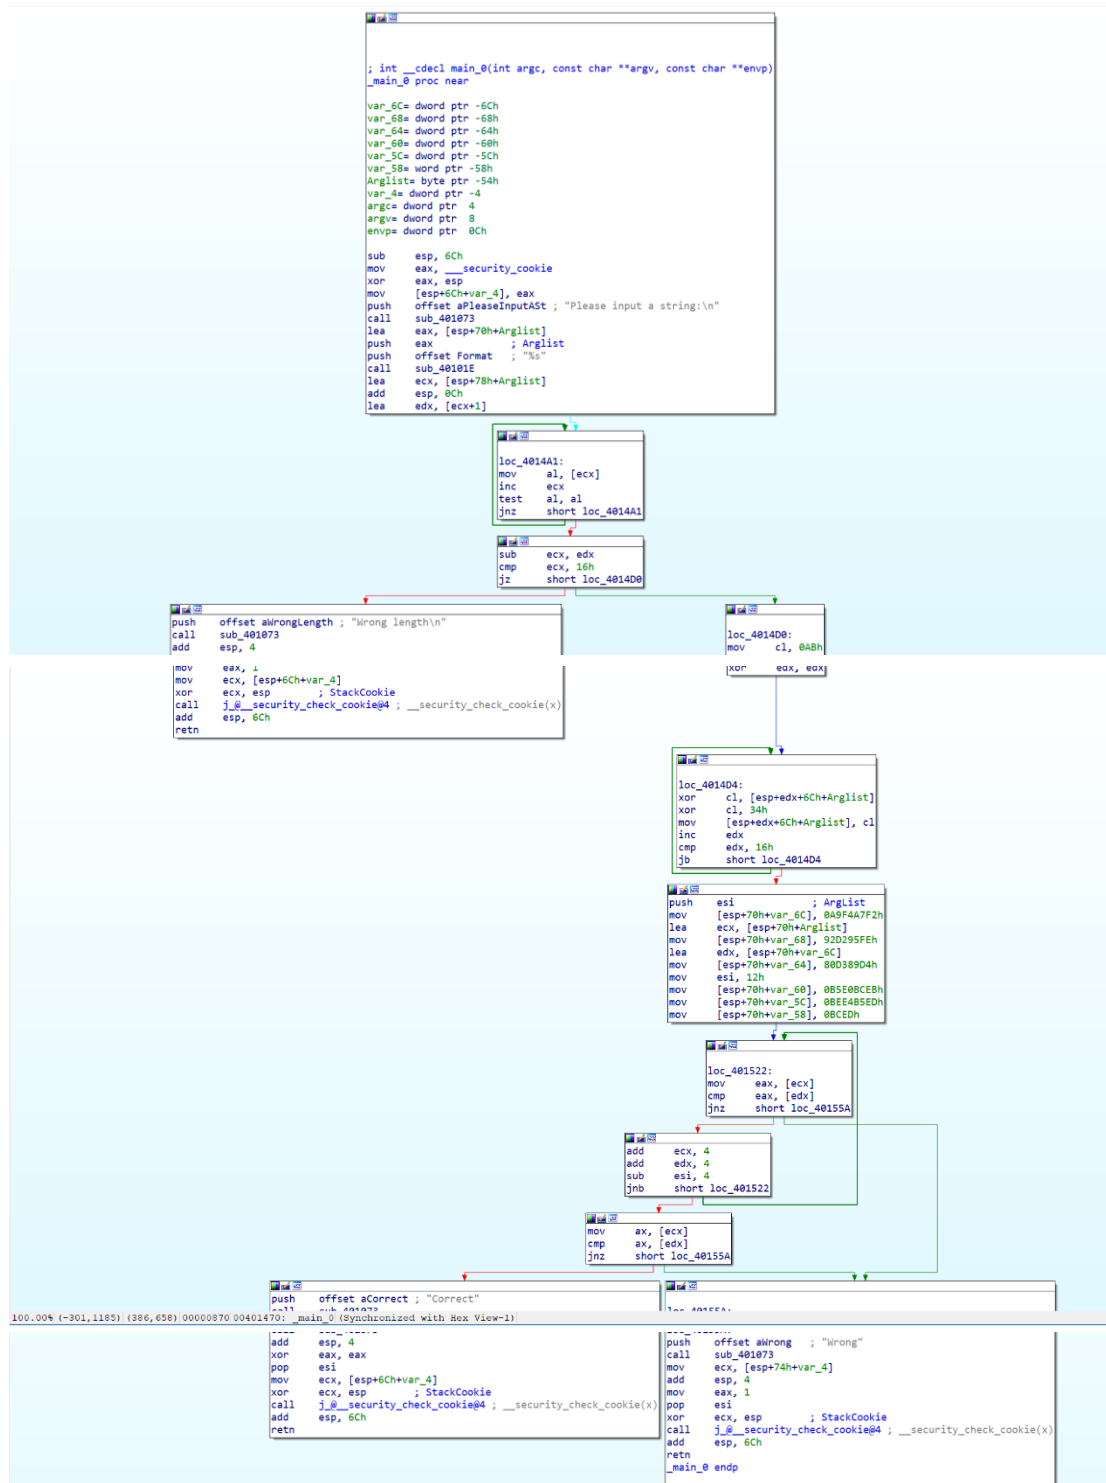 ; int __cdecl main_0(int argc, const char **argv, const char **envp)
_main_0 proc near
var_6C= dword ptr -6Ch
var_68= dword ptr -68h
var_64= dword ptr -64h
var_60= dword ptr -60h
var_5C= dword ptr -5Ch
var_58= word ptr -58h
Arglist= byte ptr -54h
var_4= dword ptr -4
argc= dword ptr  4
argv= dword ptr  8
envp= dword ptr  0Ch
sub     esp, 6Ch
mov     eax, ___security_cookie
xor     eax, esp
mov     [esp+6Ch+var_4], eax
push    offset aPleaseInputASt ; "Please input a string:\n"
call    sub_401073
lea     eax, [esp+70h+Arglist]
push    eax             ; Arglist
push    offset Format   ; "%s"
call    sub_40101E
lea     ecx, [esp+78h+Arglist]
add     esp, 0Ch
lea     edx, [ecx+1]
loc_4014A1:
mov     al, [ecx]
inc     ecx
test    al, al
jnz     short loc_4014A1
sub     ecx, edx
cmp     ecx, 16h
jz      short loc_4014D0
push    offset aWrongLength ; "Wrong length\n"
call    sub_401073
add     esp, 4
mov     eax, 1
mov     ecx, [esp+6Ch+var_4]
xor     ecx, esp        ; StackCookie
call    j_@__security_check_cookie@4 ; __security_check_cookie(x)
add     esp, 6Ch
retn
loc_4014D0:
mov     cl, 0ABh
xor     edx, edx
loc_4014D4:
xor     cl, [esp+edx+6Ch+Arglist]
xor     cl, 34h
mov     [esp+edx+6Ch+Arglist], cl
inc     edx
cmp     edx, 16h
jb      short loc_4014D4
push    esi             ; ArgList
mov     [esp+70h+var_6C], 0A9F4A7F2h
lea     ecx, [esp+70h+Arglist]
mov     [esp+70h+var_68], 92D295FEh
lea     edx, [esp+70h+var_6C]
mov     [esp+70h+var_64], 80D389D4h
mov     esi, 12h
mov     [esp+70h+var_60], 0B5E0BCEBh
mov     [esp+70h+var_5C], 0BEE4B5EDh
mov     [esp+70h+var_58], 0BCEDh
loc_401522:
mov     eax, [ecx]
cmp     eax, [edx]
jnz     short loc_40155A
add     ecx, 4
add     edx, 4
sub     esi, 4
jnb     short loc_401522
mov     ax, [ecx]
cmp     ax, [edx]
jnz     short loc_40155A
push    offset aCorrect ; "Correct"
call    sub_401073
100.00% (-301,1185) (386,658) 00000870 00401470: _main_0 (Synchronized with Hex View-1)
add     esp, 4
xor     eax, eax
pop     esi
mov     ecx, [esp+6Ch+var_4]
xor     ecx, esp        ; StackCookie
call    j_@__security_check_cookie@4 ; __security_check_cookie(x)
add     esp, 6Ch
retn
loc_40155A:
push    offset aWrong   ; "Wrong"
call    sub_401073
mov     ecx, [esp+74h+var_4]
add     esp, 4
mov     eax, 1
pop     esi
xor     ecx, esp        ; StackCookie
call    j_@__security_check_cookie@4 ; __security_check_cookie(x)
add     esp, 6Ch
retn
_main_0 endp